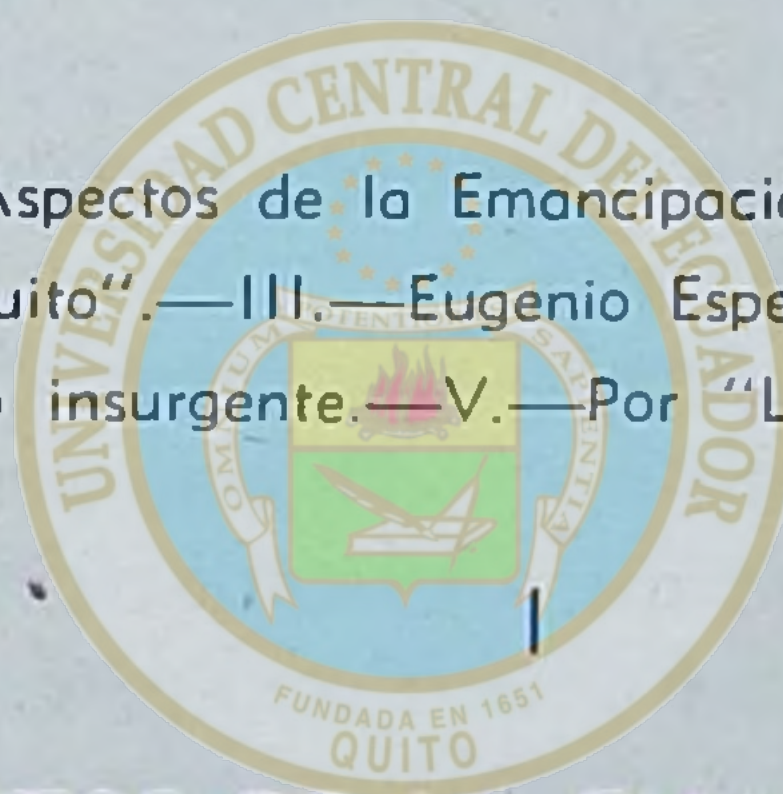 UNIVERSIDAD CENTRAL DEL ECUADOR
Aspectos de la Emancipació
uito".—III.—Eugenio Espe
OMNIUM POTENTIOR SAPIENTIA
insurgente.—V.—Por "L
I
FUNDADA EN 1651
QUITO